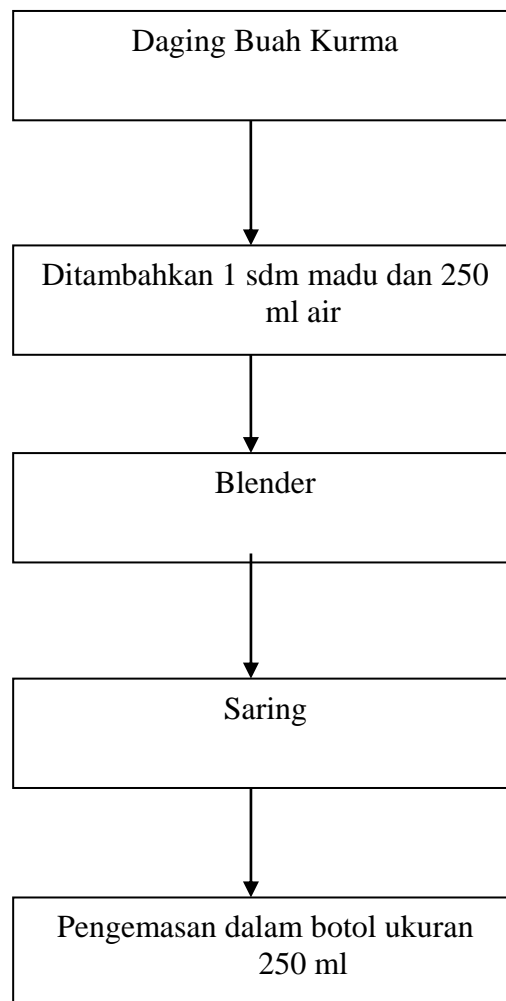 Daging Buah Kurma
Ditambahkan 1 sdm madu dan 250
ml air
Blender
Saring
Pengemasan dalam botol ukuran
250 ml